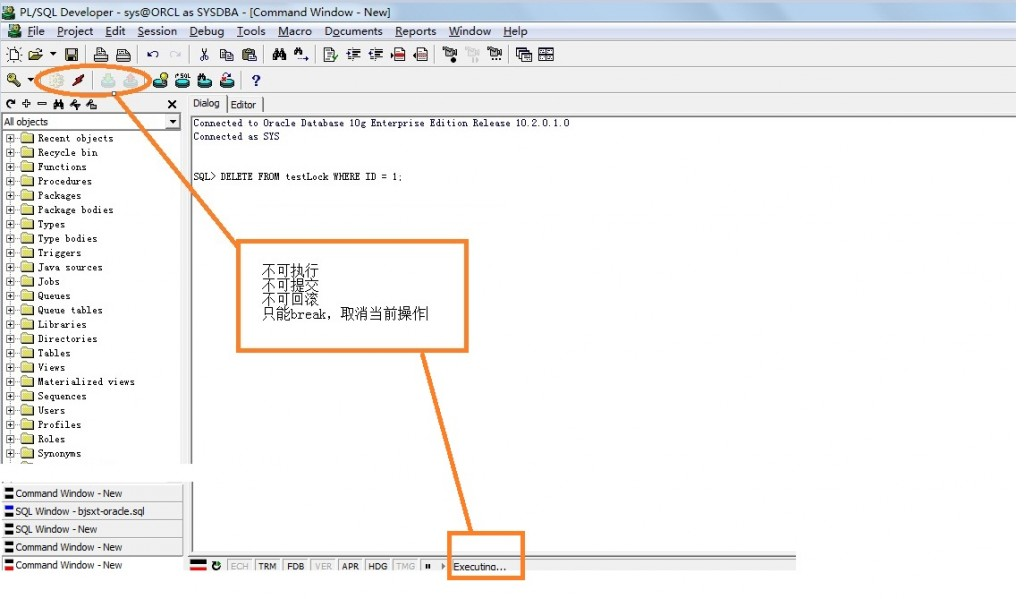 PL/SQL Developer - sys@ORCL as SYSDBA - [Command Window - New]
File Project Edit Session Debug Tools Macro Documents Reports Window Help
Dialog Editor
All objects
Recent objects
Recycle bin
Functions
Procedures
Packages
Package bodies
Types
Type bodies
Triggers
Java sources
Jobs
Queues
Queue tables
Libraries
Directories
Tables
Views
Materialized views
Sequences
Users
Profiles
Roles
Synonyms
Connected to Oracle Database 10g Enterprise Edition Release 10.2.0.1.0
Connected as SYS
SQL> DELETE FROM testLock WHERE ID = 1;
不可执行
不可提交
不可回滚
只能break，取消当前操作
Command Window - New
SQL Window - bjsxt-oracle.sql
SQL Window - New
Command Window - New
Command Window - New
ECH TRM FDB VER APR HDG TMG Executing...